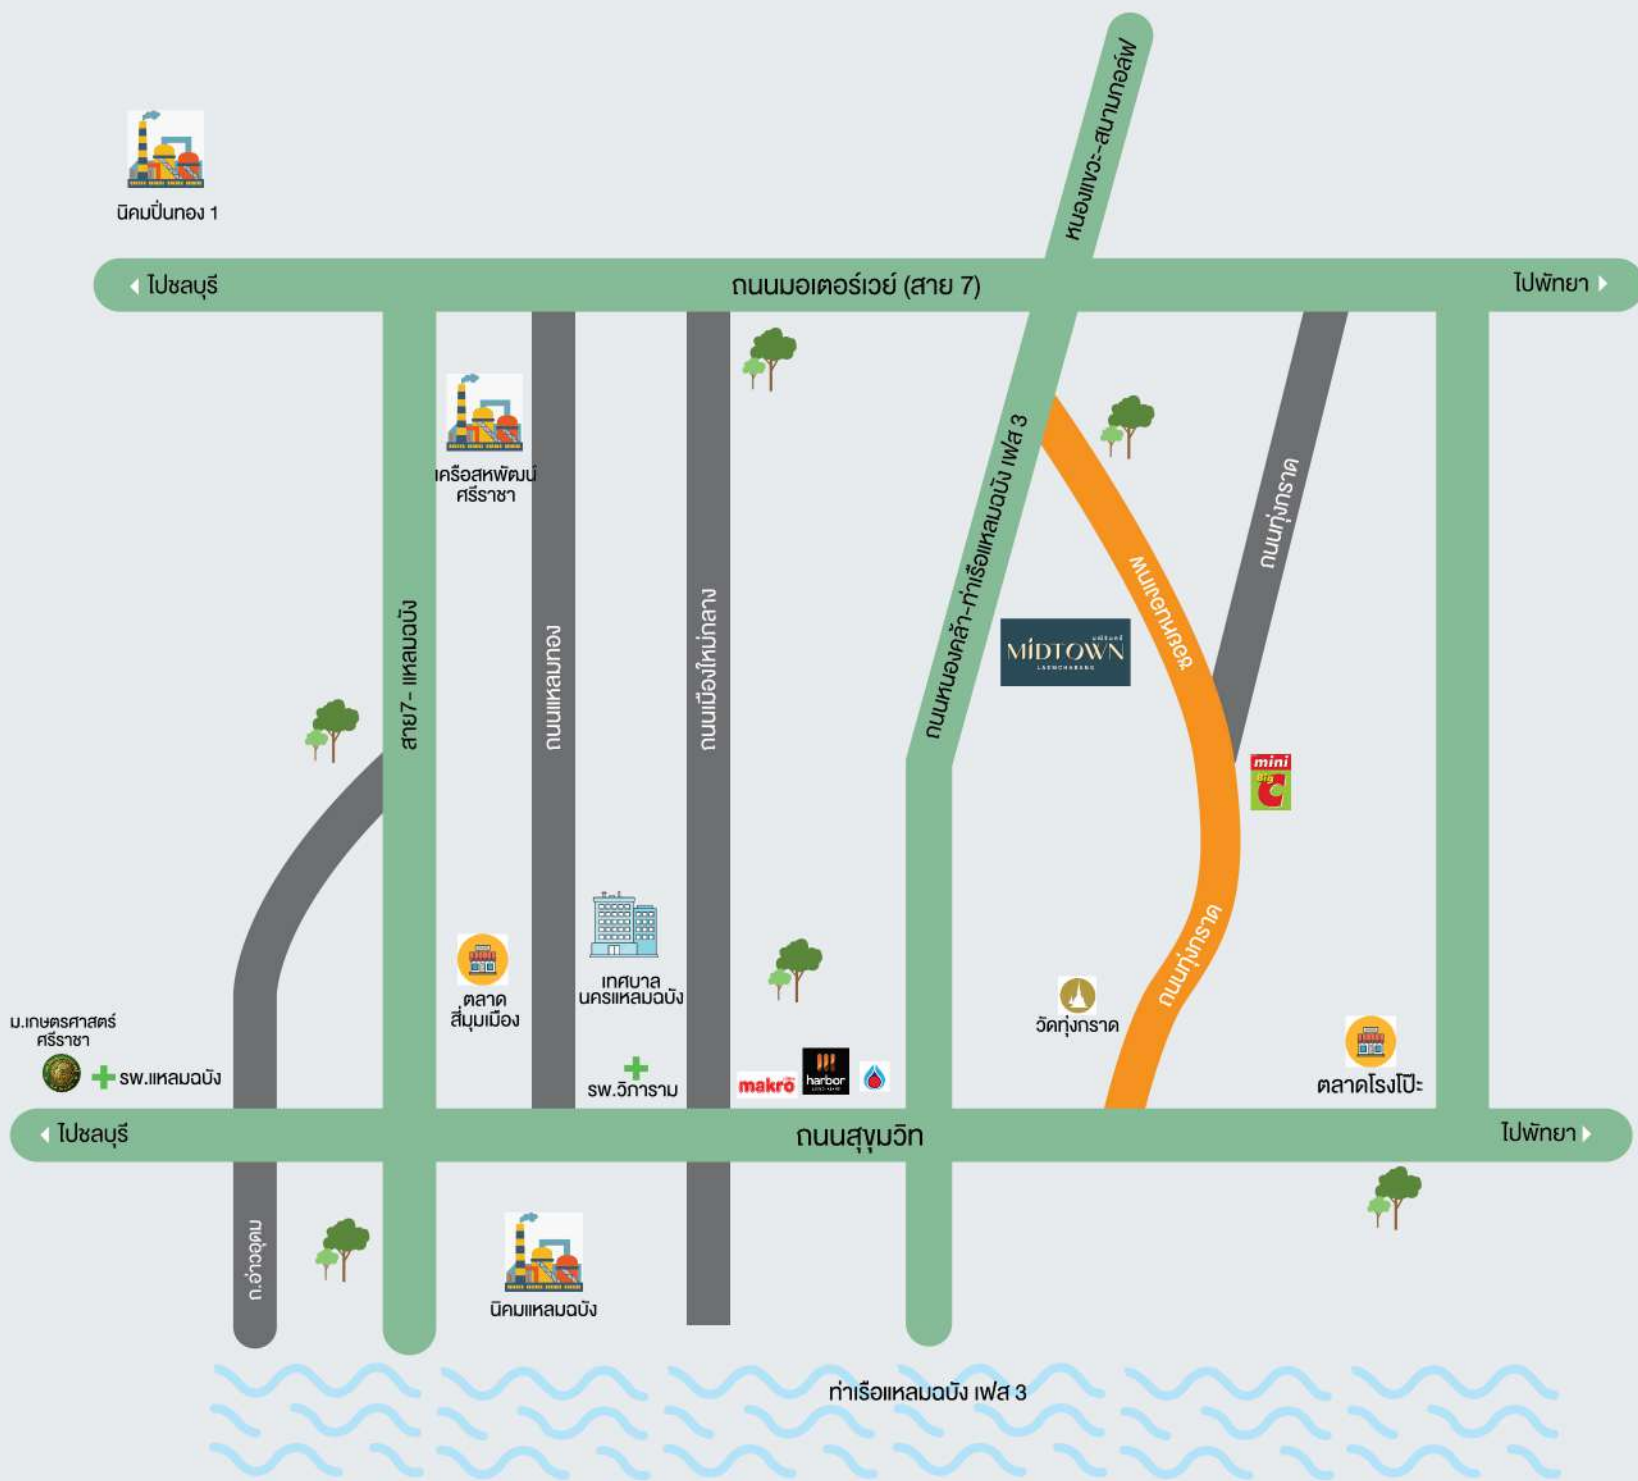 หนองแขวะ-สนามกอล์ฟ
นิคมปิ่นทอง 1
ไปชลบุรี
ถนนมอเตอร์เวย์ (สาย 7)
ไปพัทยา
เครือสหพัฒน์
ศรีราชา
ถนนหนองคล้า-ท่าเรือแหลมฉบัง เฟส 3
ถนนทุ่งกราด
ซอยหนองเกพ
สาย7- แหลมฉบัง
ถนนแหลมทอง
ถนนเมืองใหม่กลาง
มณีรินทร์
MIDTOWN
LAEMCHABANG
mini
Big
C
ถนนทุ่งกราด
ตลาด
สี่มุมเมือง
เทศบาล
นครแหลมฉบัง
วัดทุ่งกราด
ม.เกษตรศาสตร์
ศรีราชา
รพ.แหลมฉบัง
รพ.วิภาราม
makro
harbor
ตลาดโรงโป๊ะ
ไปชลบุรี
ถนนสุขุมวิท
ไปพัทยา
ถ.อ่าวอุดม
นิคมแหลมฉบัง
ท่าเรือแหลมฉบัง เฟส 3